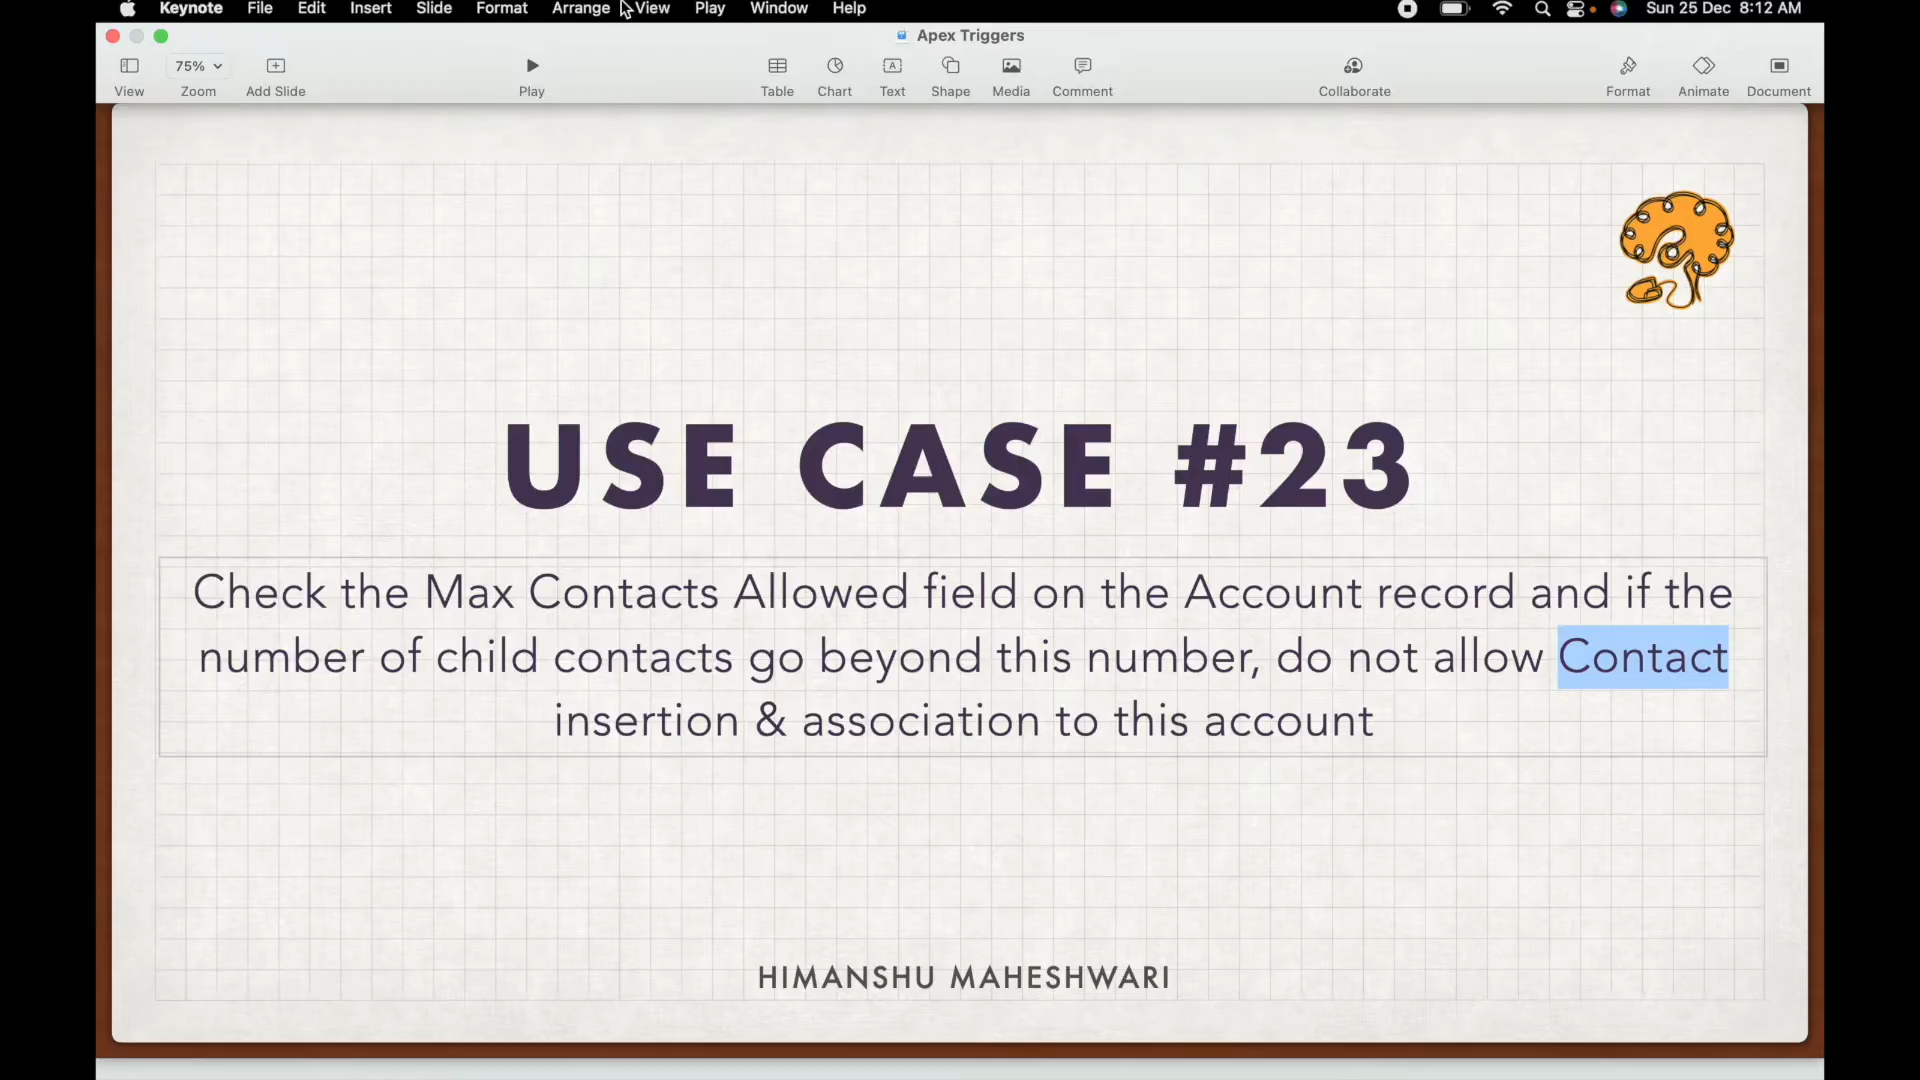 Keynote File Edit Insert Slide Format Arrange View Play Window Help Sun 25 Dec 8:12 AM
Apex Triggers
75%
View Zoom Add Slide Play Table Chart Text Shape Media Comment Collaborate Format Animate Document
USE CASE #23
Check the Max Contacts Allowed field on the Account record and if the
number of child contacts go beyond this number, do not allow Contact
insertion & association to this account
HIMANSHU MAHESHWARI